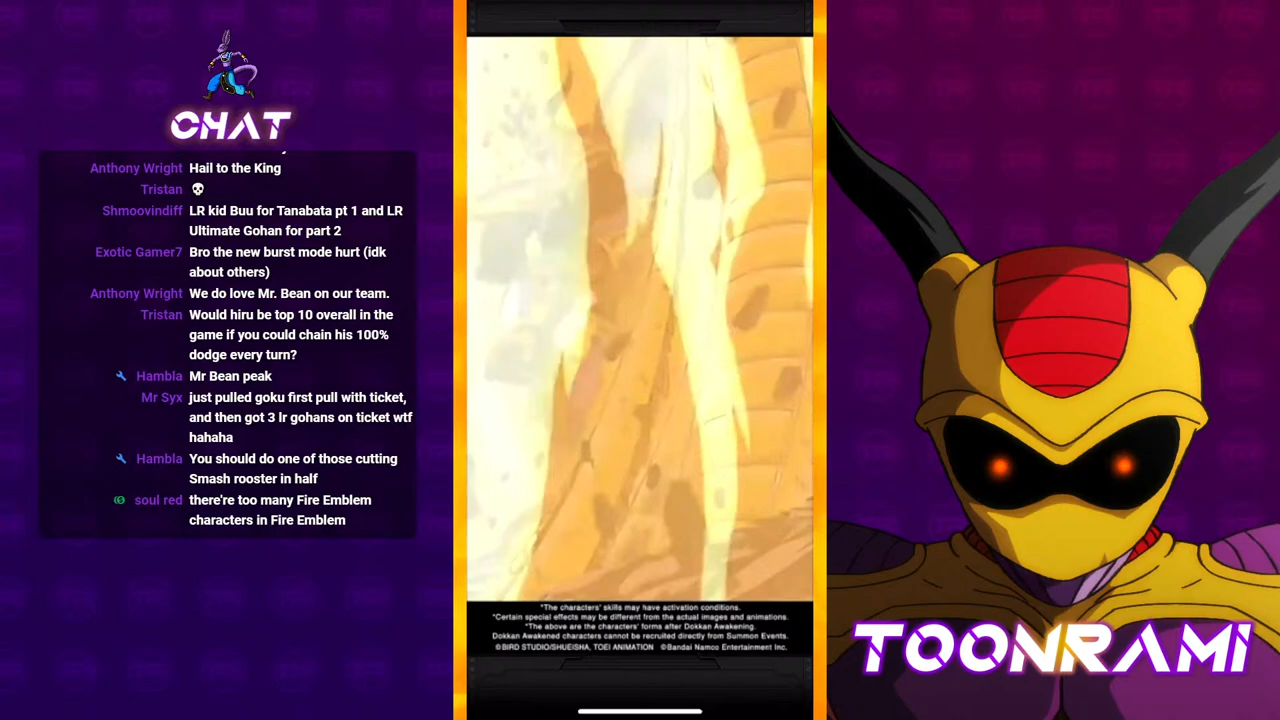 CHAT
Anthony Wright Hail to the King
Tristan 💀
Shmoovindiff LR kid Buu for Tanabata pt 1 and LR
Ultimate Gohan for part 2
Exotic Gamer7 Bro the new burst mode hurt (idk
about others)
Anthony Wright We do love Mr. Bean on our team.
Tristan Would hiru be top 10 overall in the
game if you could chain his 100%
dodge every turn?
Hambla Mr Bean peak
Mr Syx just pulled goku first pull with ticket,
and then got 3 lr gohans on ticket wtf
hahaha
Hambla You should do one of those cutting
Smash rooster in half
soul red there're too many Fire Emblem
characters in Fire Emblem
*The characters' skills may have activation conditions.
*Certain special effects may be different from the actual images and animations.
*The above are the characters' forms after Dokkan Awakening.
Dokkan Awakened characters cannot be recruited directly from Summon Events.
©BIRD STUDIO/SHUEISHA, TOEI ANIMATION ©Bandai Namco Entertainment Inc.
TOONRAMI